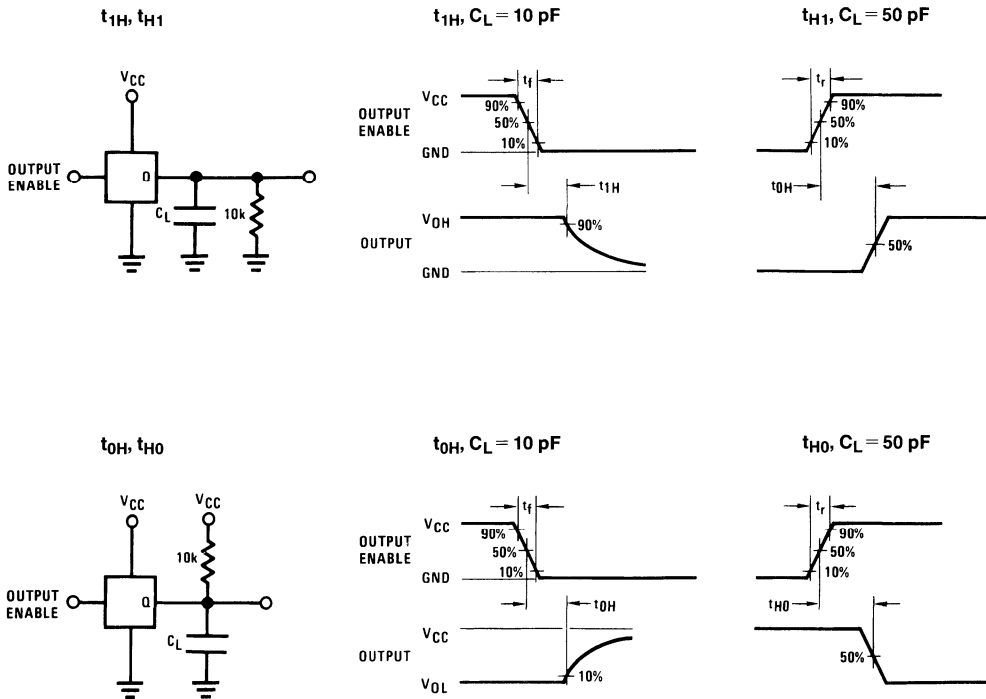 t1H, tH1
VCC
OUTPUT
ENABLE
Q
CL
10k
t1H, CL = 10 pF
tf
VCC
OUTPUT
ENABLE
GND
90%
50%
10%
t1H
VOH
OUTPUT
GND
90%
tH1, CL = 50 pF
tr
90%
50%
10%
t0H
50%
t0H, tH0
VCC
VCC
10k
OUTPUT
ENABLE
Q
CL
t0H, CL = 10 pF
tf
VCC
OUTPUT
ENABLE
GND
90%
50%
10%
t0H
VCC
OUTPUT
VOL
10%
tH0, CL = 50 pF
tr
90%
50%
10%
tH0
50%